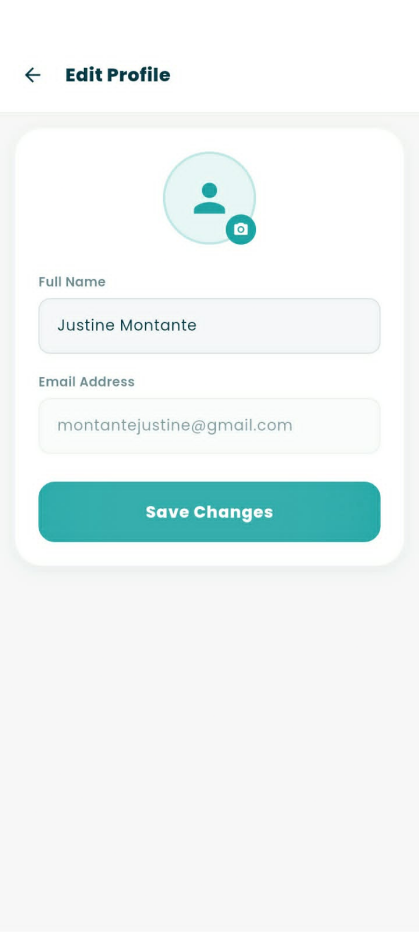 Edit Profile
Full Name
Justine Montante
Email Address
montantejustine@gmail.com
Save Changes